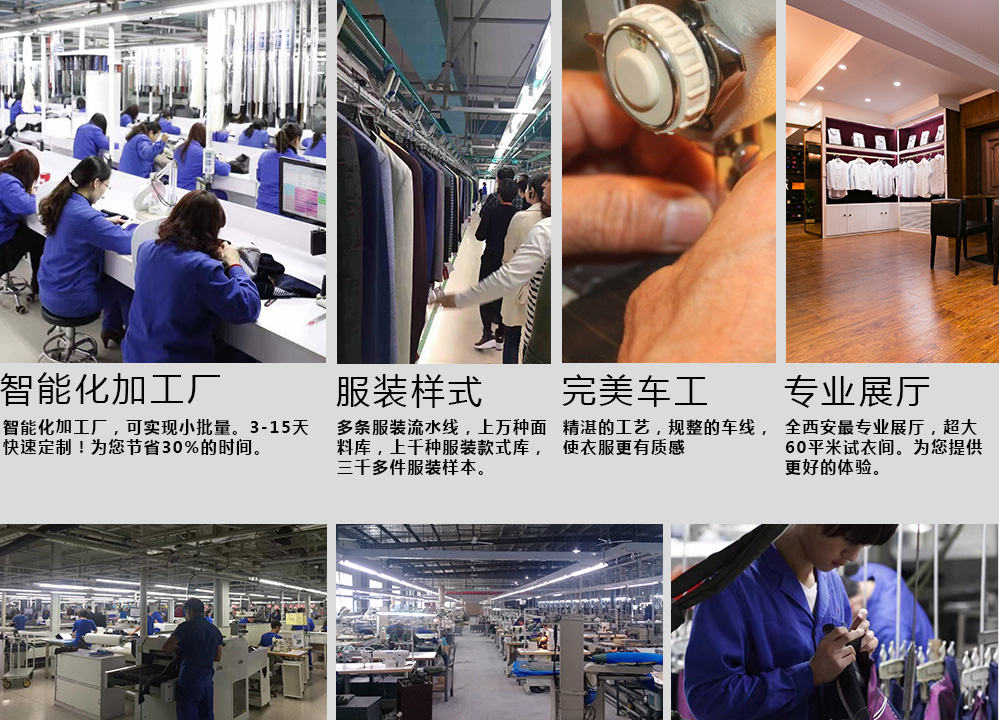 智能化加工厂
智能化加工厂，可实现小批量。3-15天
快速定制！为您节省30%的时间。
服装样式
多条服装流水线，上万种面
料库，上千种服装款式库，
三千多件服装样本。
完美车工
精湛的工艺，规整的车线，
使衣服更有质感
专业展厅
全西安最专业展厅，超大
60平米试衣间。为您提供
更好的体验。